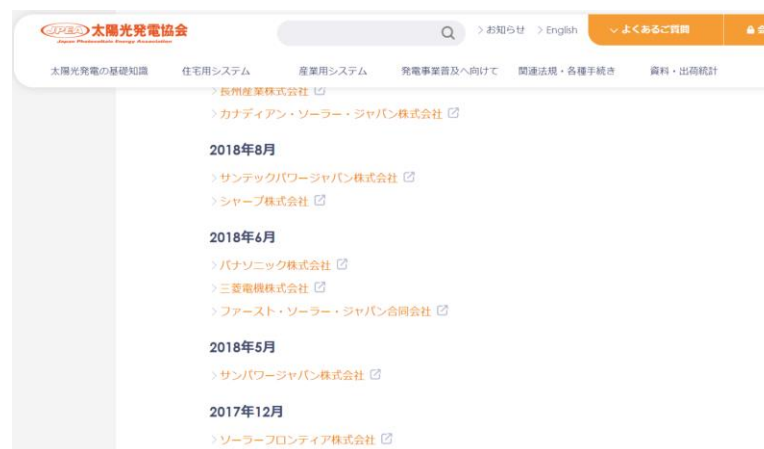 JPEA 太陽光発電協会
Japan Photovoltaic Energy Association
お知らせ
English
よくあるご質問
太陽光発電の基礎知識
住宅用システム
産業用システム
発電事業普及へ向けて
関連法規・各種手続き
資料・出荷統計
長州産業株式会社
カナディアン・ソーラー・ジャパン株式会社
2018年8月
サンテックパワージャパン株式会社
シャープ株式会社
2018年6月
パナソニック株式会社
三菱電機株式会社
ファースト・ソーラー・ジャパン合同会社
2018年5月
サンパワージャパン株式会社
2017年12月
ソーラーフロンティア株式会社